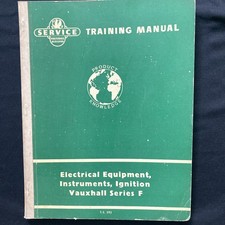 SERVICE
TRAINING MANUAL
PRODUCT
KNOWLEDGE
Electrical Equipment,
Instruments, Ignition
Vauxhall Series F